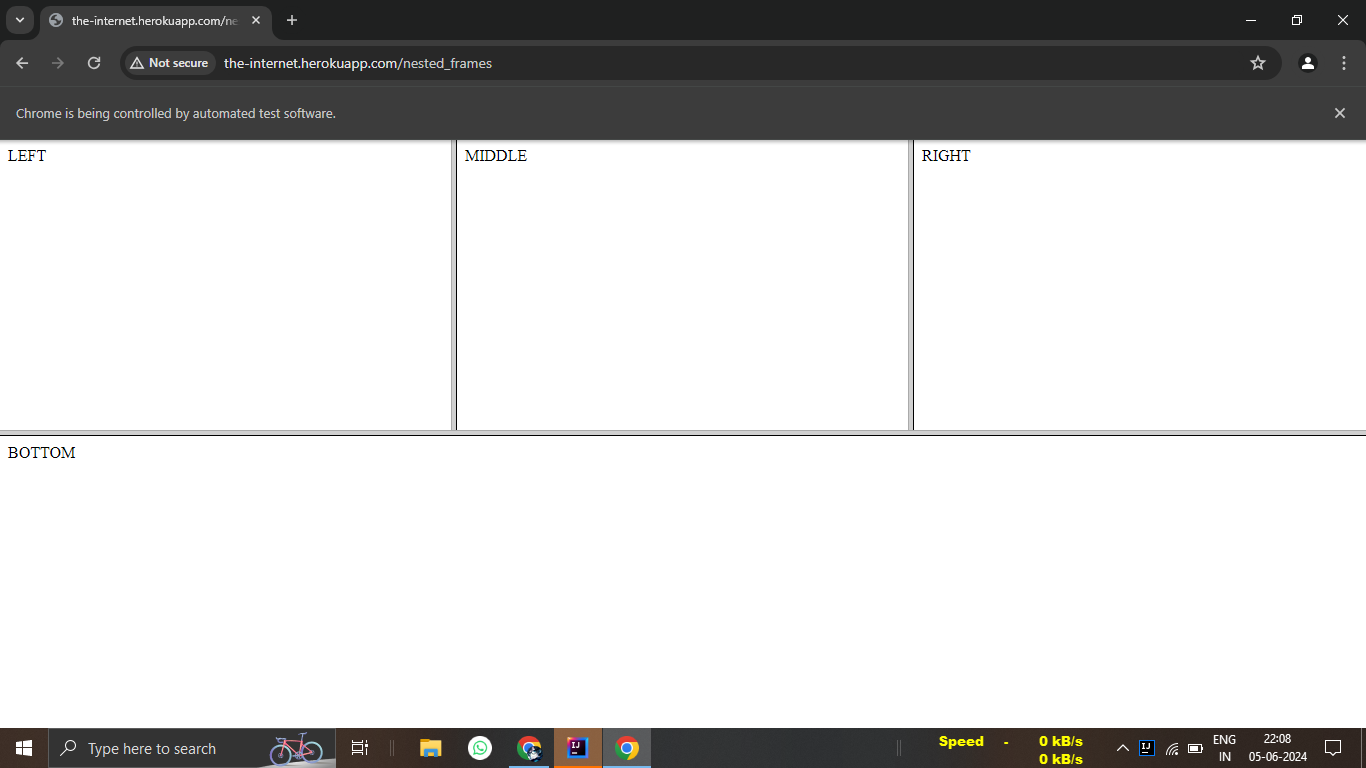 the-internet.herokuapp.com/ne
Not secure
the-internet.herokuapp.com/nested_frames
Chrome is being controlled by automated test software.
LEFT
MIDDLE
RIGHT
BOTTOM
Type here to search
IJ
Speed - 0 kB/s
0 kB/s
IJ
ENG
IN
22:08
05-06-2024